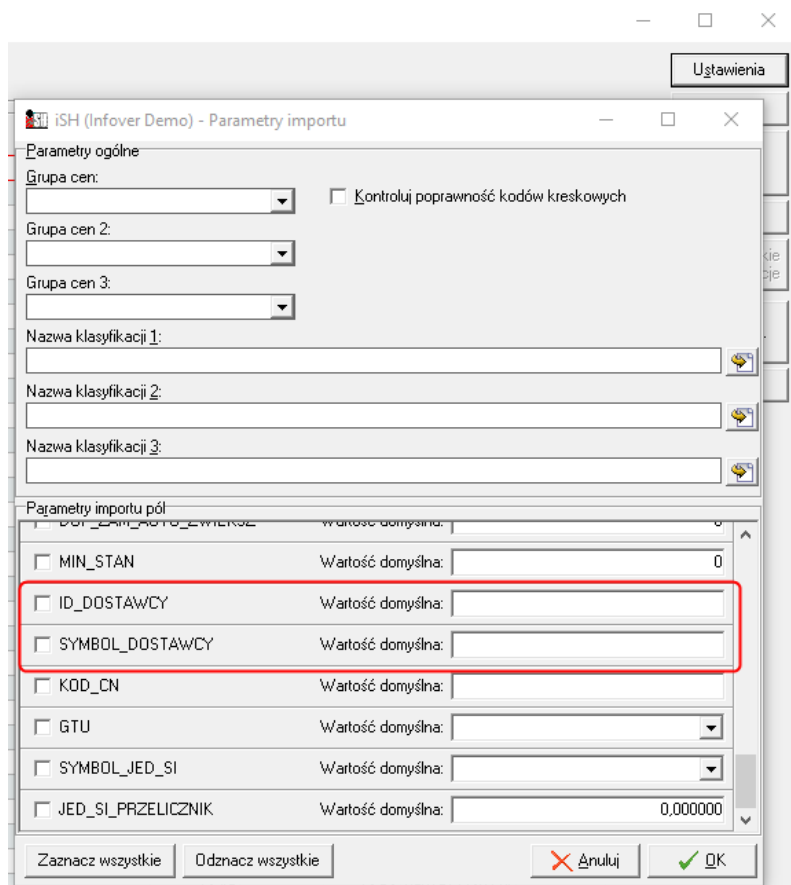 Ustawienia
iSH (Infover Demo) - Parametry importu
Parametry ogólne
Grupa cen:
Kontroluj poprawność kodów kreskowych
Grupa cen 2:
Grupa cen 3:
Nazwa klasyfikacji 1:
Nazwa klasyfikacji 2:
Nazwa klasyfikacji 3:
Parametry importu pól
Wartość domyślna: 0
MIN_STAN Wartość domyślna: 0
ID_DOSTAWCY Wartość domyślna:
SYMBOL_DOSTAWCY Wartość domyślna:
KOD_CN Wartość domyślna:
GTU Wartość domyślna:
SYMBOL_JED_SI Wartość domyślna:
JED_SI_PRZELICZNIK Wartość domyślna: 0,000000
Zaznacz wszystkie Odznacz wszystkie Anuluj OK